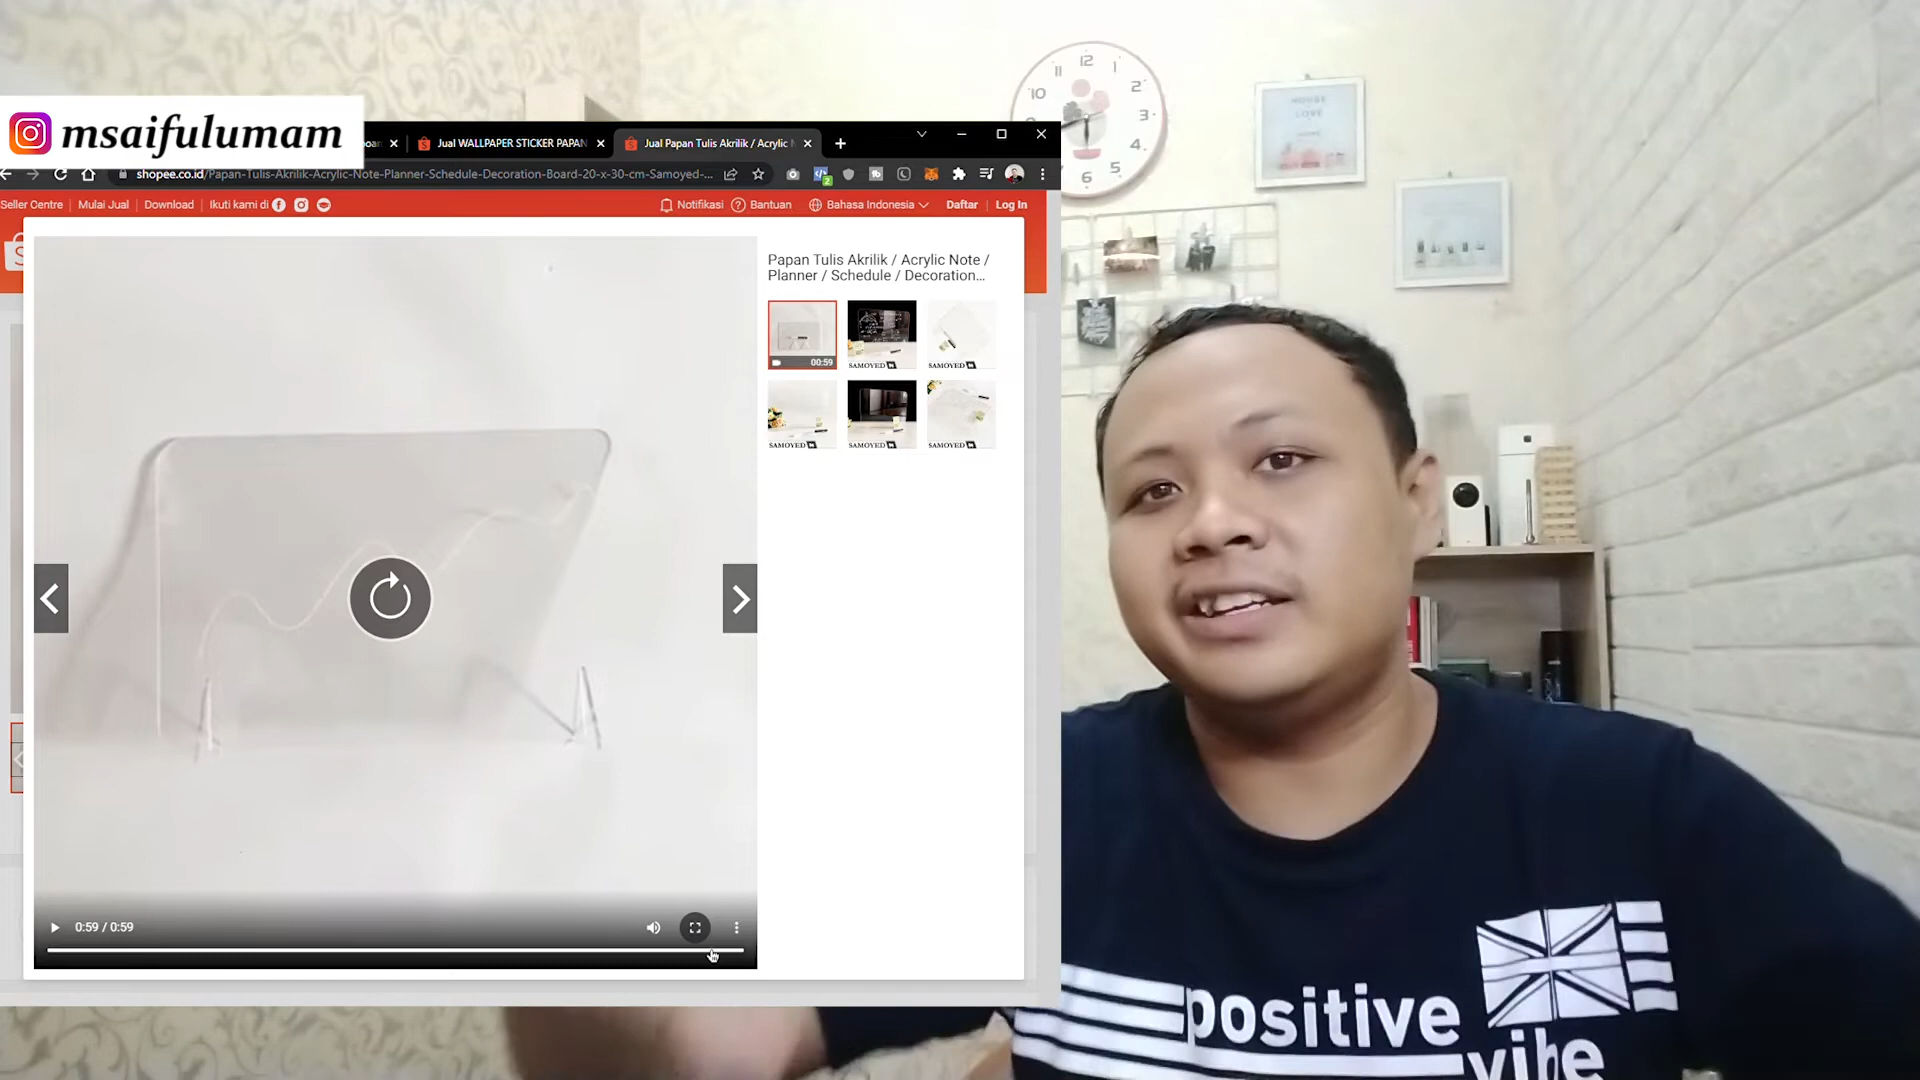 msaifulumam
Jual WALLPAPER STICKER PAPAN
Jual Papan Tulis Akrilik / Acrylic
shopee.co.id/Papan-Tulis-Akrilik-Acrylic-Note-Planner-Schedule-Decoration-Board-20-x-30-cm-Samoyed-...
Seller Centre | Mulai Jual | Download | Ikuti kami di
Notifikasi Bantuan Bahasa Indonesia Daftar | Log In
Papan Tulis Akrilik / Acrylic Note /
Planner / Schedule / Decoration...
00:59
SAMOYED
SAMOYED
SAMOYED
SAMOYED
SAMOYED
0:59 / 0:59
10 11 12 1 2 3 4 5 6
HOUSE
LOVE
positive
vibe